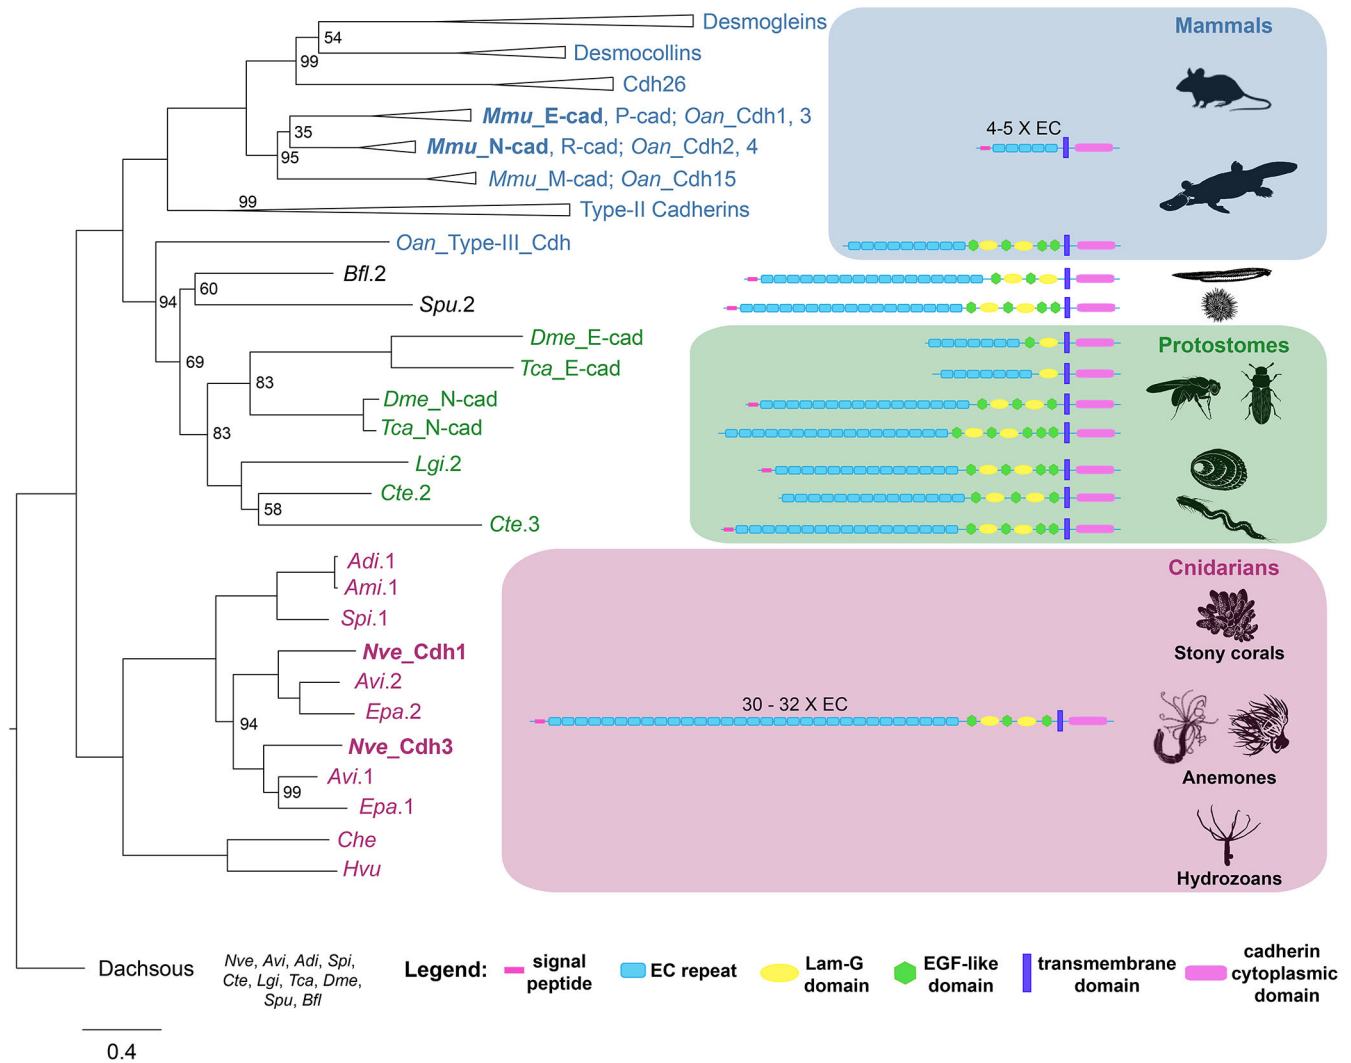 Desmogleins
Mammals
54
Desmocollins
99
Cdh26
Mmu_E-cad, P-cad; Oan_Cdh1, 3
35
4-5 X EC
Mmu_N-cad, R-cad; Oan_Cdh2, 4
95
Mmu_M-cad; Oan_Cdh15
99
Type-II Cadherins
Oan_Type-III_Cdh
Bfl.2
60
94
Spu.2
Dme_E-cad
Protostomes
69
Tca_E-cad
83
Dme_N-cad
Tca_N-cad
83
Lgi.2
Cte.2
58
Cte.3
Adi.1
Cnidarians
Ami.1
Spi.1
Stony corals
Nve_Cdh1
Avi.2
30 - 32 X EC
Epa.2
94
Nve_Cdh3
Avi.1
Anemones
99
Epa.1
Che
Hvu
Hydrozoans
Dachsous
Nve, Avi, Adi, Spi,
Cte, Lgi, Tca, Dme,
Spu, Bfl
Legend:
signal
peptide
EC repeat
Lam-G
domain
EGF-like
domain
transmembrane
domain
cadherin
cytoplasmic
domain
0.4